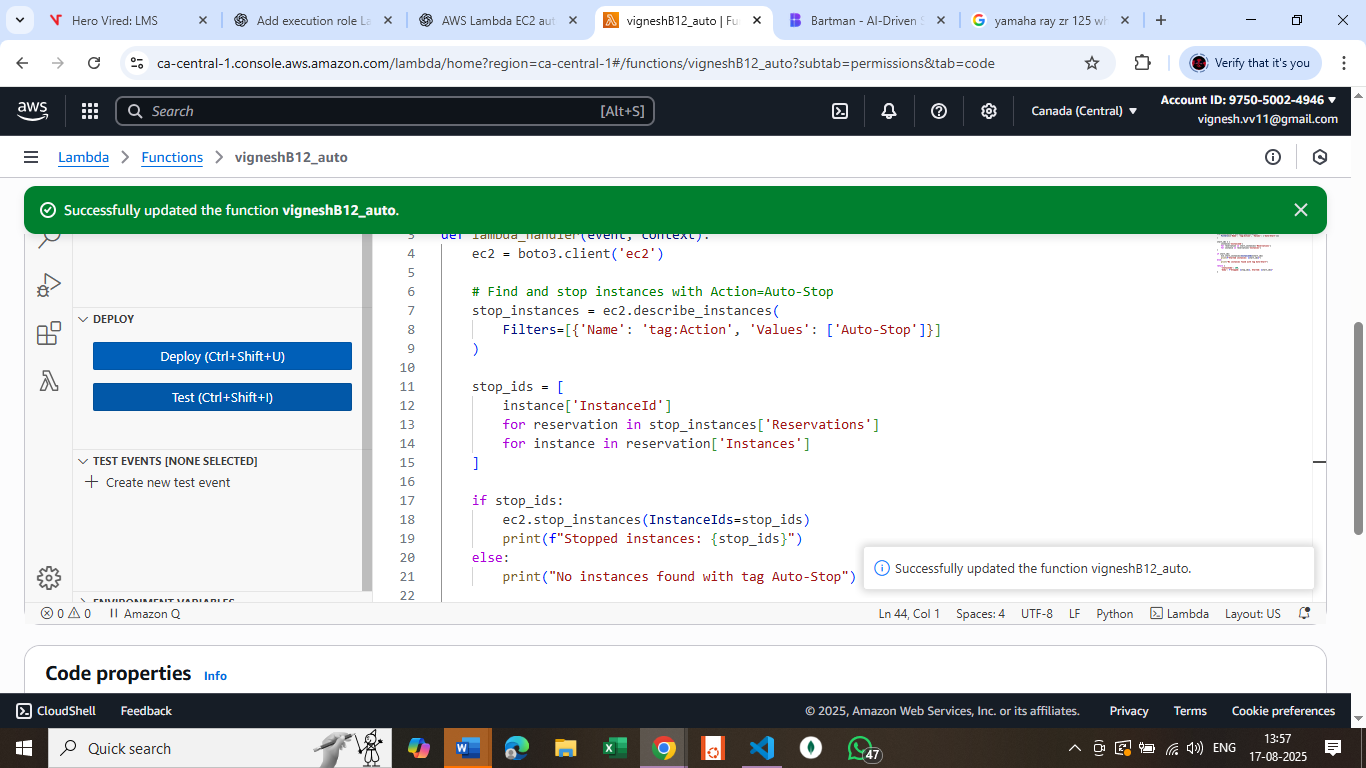 Hero Vired: LMS
Add execution role La
AWS Lambda EC2 aut
vigneshB12_auto | Fu
Bartman - AI-Driven S
yamaha ray zr 125 wh
ca-central-1.console.aws.amazon.com/lambda/home?region=ca-central-1#/functions/vigneshB12_auto?subtab=permissions&tab=code
Verify that it's you
aws
Search
[Alt+S]
Canada (Central)
Account ID: 9750-5002-4946
vignesh.vv11@gmail.com
Lambda
Functions
vigneshB12_auto
Successfully updated the function vigneshB12_auto.
DEPLOY
Deploy (Ctrl+Shift+U)
Test (Ctrl+Shift+I)
TEST EVENTS [NONE SELECTED]
Create new test event
ENVIRONMENT VARIABLES
3 def lambda_handler(event, context):
4 ec2 = boto3.client('ec2')
5
6 # Find and stop instances with Action=Auto-Stop
7 stop_instances = ec2.describe_instances(
8 Filters=[{'Name': 'tag:Action', 'Values': ['Auto-Stop']}]
9 )
10
11 stop_ids = [
12 instance['InstanceId']
13 for reservation in stop_instances['Reservations']
14 for instance in reservation['Instances']
15 ]
16
17 if stop_ids:
18 ec2.stop_instances(InstanceIds=stop_ids)
19 print(f"Stopped instances: {stop_ids}")
20 else:
21 print("No instances found with tag Auto-Stop")
22
Successfully updated the function vigneshB12_auto.
0 0 Amazon Q
Ln 44, Col 1 Spaces: 4 UTF-8 LF Python Lambda Layout: US
Code properties Info
CloudShell Feedback
© 2025, Amazon Web Services, Inc. or its affiliates. Privacy Terms Cookie preferences
Quick search
47
ENG
13:57
17-08-2025